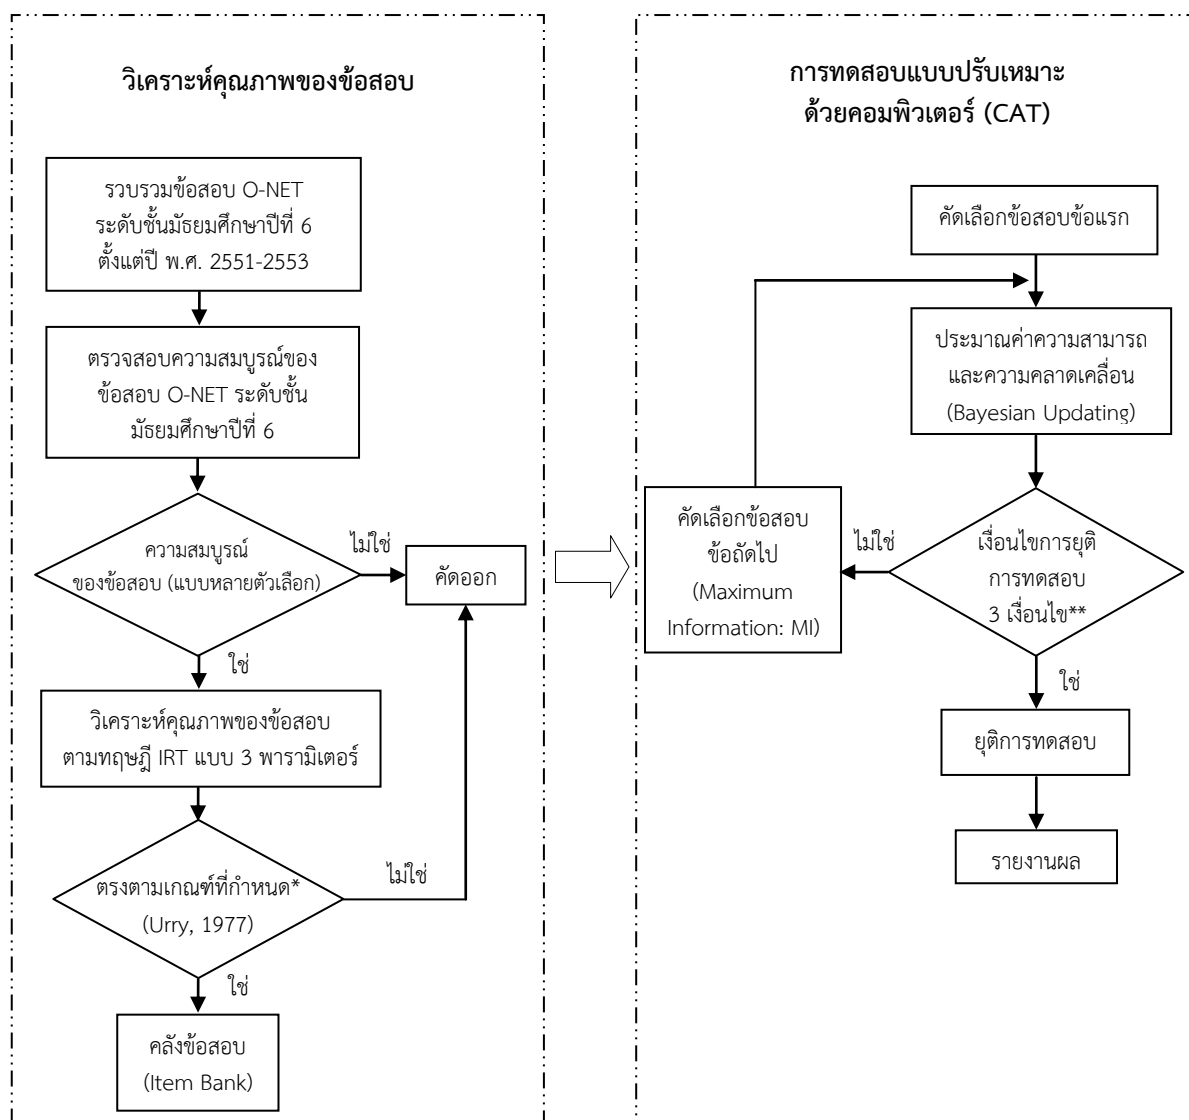 วิเคราะห์คุณภาพของข้อสอบ
รวบรวมข้อสอบ O-NET
ระดับชั้นมัธยมศึกษาปีที่ 6
ตั้งแต่ปี พ.ศ. 2551-2553
ตรวจสอบความสมบูรณ์ของ
ข้อสอบ O-NET ระดับชั้น
มัธยมศึกษาปีที่ 6
ความสมบูรณ์
ของข้อสอบ (แบบหลายตัวเลือก)
ไม่ใช่
คัดออก
ใช่
วิเคราะห์คุณภาพของข้อสอบ
ตามทฤษฎี IRT แบบ 3 พารามิเตอร์
ตรงตามเกณฑ์ที่กำหนด*
(Urry, 1977)
ไม่ใช่
ใช่
คลังข้อสอบ
(Item Bank)
การทดสอบแบบปรับเหมาะ
ด้วยคอมพิวเตอร์ (CAT)
คัดเลือกข้อสอบข้อแรก
ประมาณค่าความสามารถ
และความคลาดเคลื่อน
(Bayesian Updating)
เงื่อนไขการยุติ
การทดสอบ
3 เงื่อนไข**
ไม่ใช่
คัดเลือกข้อสอบ
ข้อถัดไป
(Maximum
Information: MI)
ใช่
ยุติการทดสอบ
รายงานผล